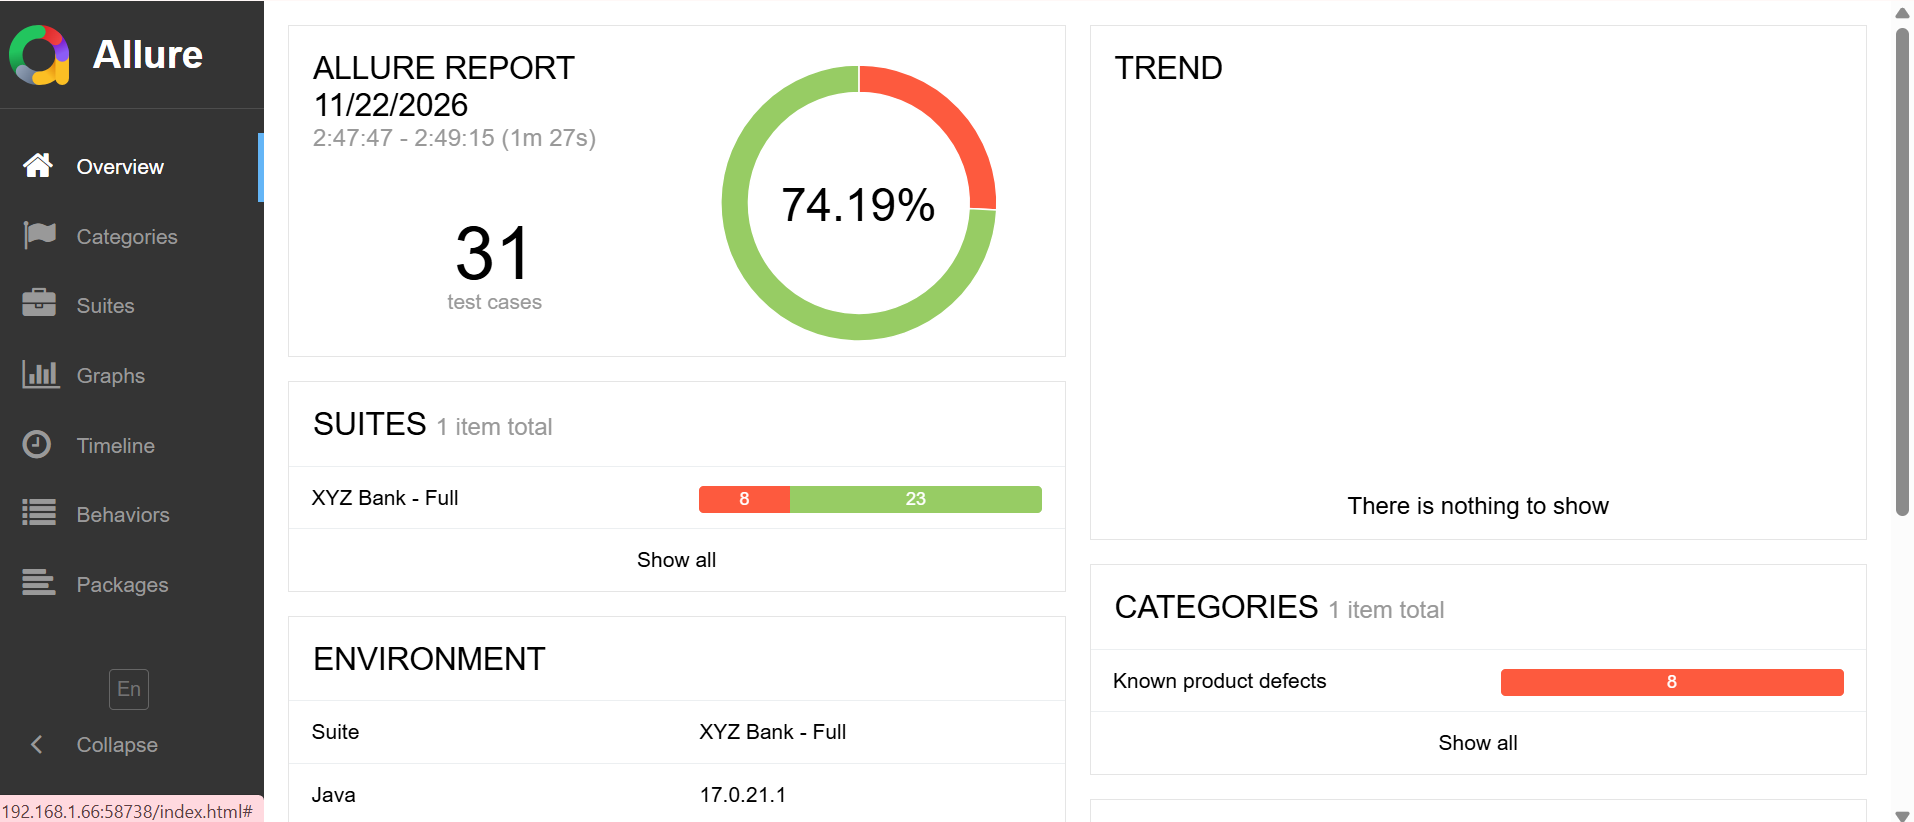 Allure
Overview
Categories
Suites
Graphs
Timeline
Behaviors
Packages
En
Collapse
192.168.1.66:58738/index.html#
ALLURE REPORT
11/22/2026
2:47:47 - 2:49:15 (1m 27s)
31
test cases
74.19%
SUITES 1 item total
XYZ Bank - Full 8 23
Show all
ENVIRONMENT
Suite XYZ Bank - Full
Java 17.0.21.1
TREND
There is nothing to show
CATEGORIES 1 item total
Known product defects 8
Show all